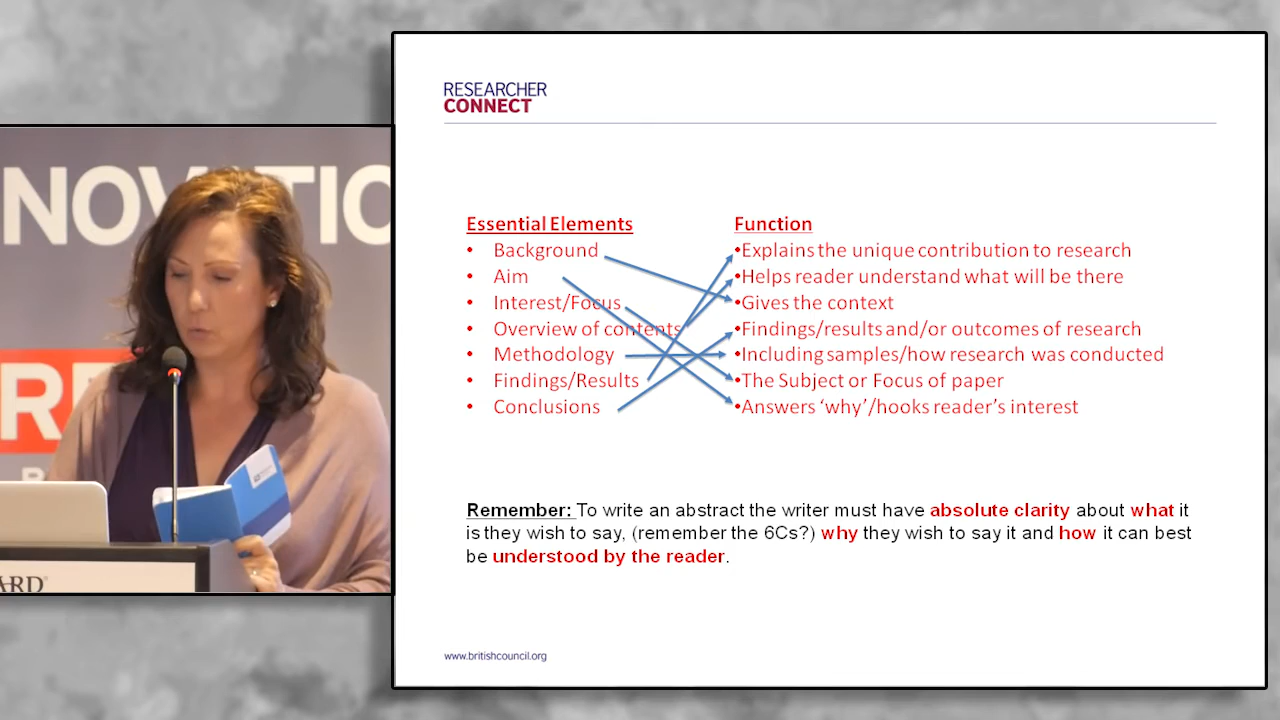 RESEARCHER
CONNECT
Essential Elements
• Background
• Aim
• Interest/Focus
• Overview of contents
• Methodology
• Findings/Results
• Conclusions
Function
•Explains the unique contribution to research
•Helps reader understand what will be there
•Gives the context
•Findings/results and/or outcomes of research
•Including samples/how research was conducted
•The Subject or Focus of paper
•Answers ‘why’/hooks reader’s interest
Remember: To write an abstract the writer must have absolute clarity about what it
is they wish to say, (remember the 6Cs?) why they wish to say it and how it can best
be understood by the reader.
www.britishcouncil.org
NOV TIO
RE
ARD